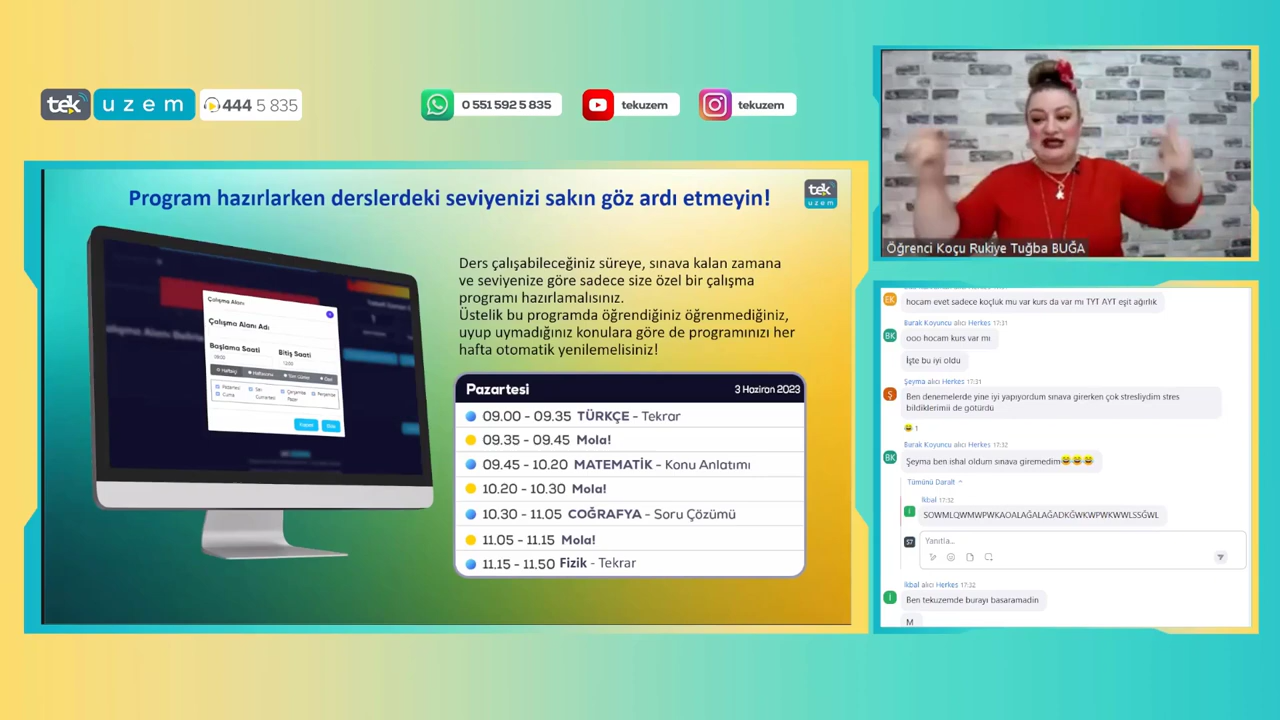 tek uzem 444 5 835
0 551 592 5 835
tekuzem
tekuzem
Program hazırlarken derslerdeki seviyenizi sakın göz ardı etmeyin!
tek
uzem
Çalışma Alanı
Çalışma Alanı Adı
Başlama Saati Bitiş Saati
Ders çalışabileceğiniz süreye, sınava kalan zamana
ve seviyenize göre sadece size özel bir çalışma
programı hazırlamalısınız.
Üstelik bu programda öğrendiğiniz öğrenmediğiniz,
uyup uymadığınız konulara göre de programınızı her
hafta otomatik yenilemelisiniz!
Pazartesi 3 Haziron 2023
09.00 - 09.35 TÜRKÇE - Tekrar
09.35 - 09.45 Mola!
09.45 - 10.20 MATEMATİK - Konu Anlatımı
10.20 - 10.30 Mola!
10.30 - 11.05 COĞRAFYA - Soru Çözümü
11.05 - 11.15 Mola!
11.15 - 11.50 Fizik - Tekrar
Öğrenci Koçu Rukiye Tuğba BUĞA
EK
hocam evet sadece koçluk mu var kurs da var mı TYT AYT eşit ağırlık
Burak Koyuncu alıcı Herkes 17:31
BK
ooo hocam kurs var mı
İşte bu iyi oldu
Şeyma alıcı Herkes 17:31
Ş
Ben denemelerde yine iyi yapıyordum sınava girerken çok stresliydim stres
bildiklerimii de götürdü
1
Burak Koyuncu alıcı Herkes 17:32
BK
Şeyma ben ishal oldum sınava giremedim
Tümünü Daralt
İkbal 17:32
İ
SOWMLQWMWPWKAOALAĞALAĞADKĞWKWPWKWWLSSĞWL
Yanıtla...
İkbal alıcı Herkes 17:32
İ
Ben tekuzemde burayı basaramadin
M